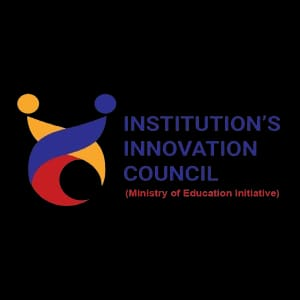 INSTITUTION'S
INNOVATION
COUNCIL
(Ministry of Education Initiative)